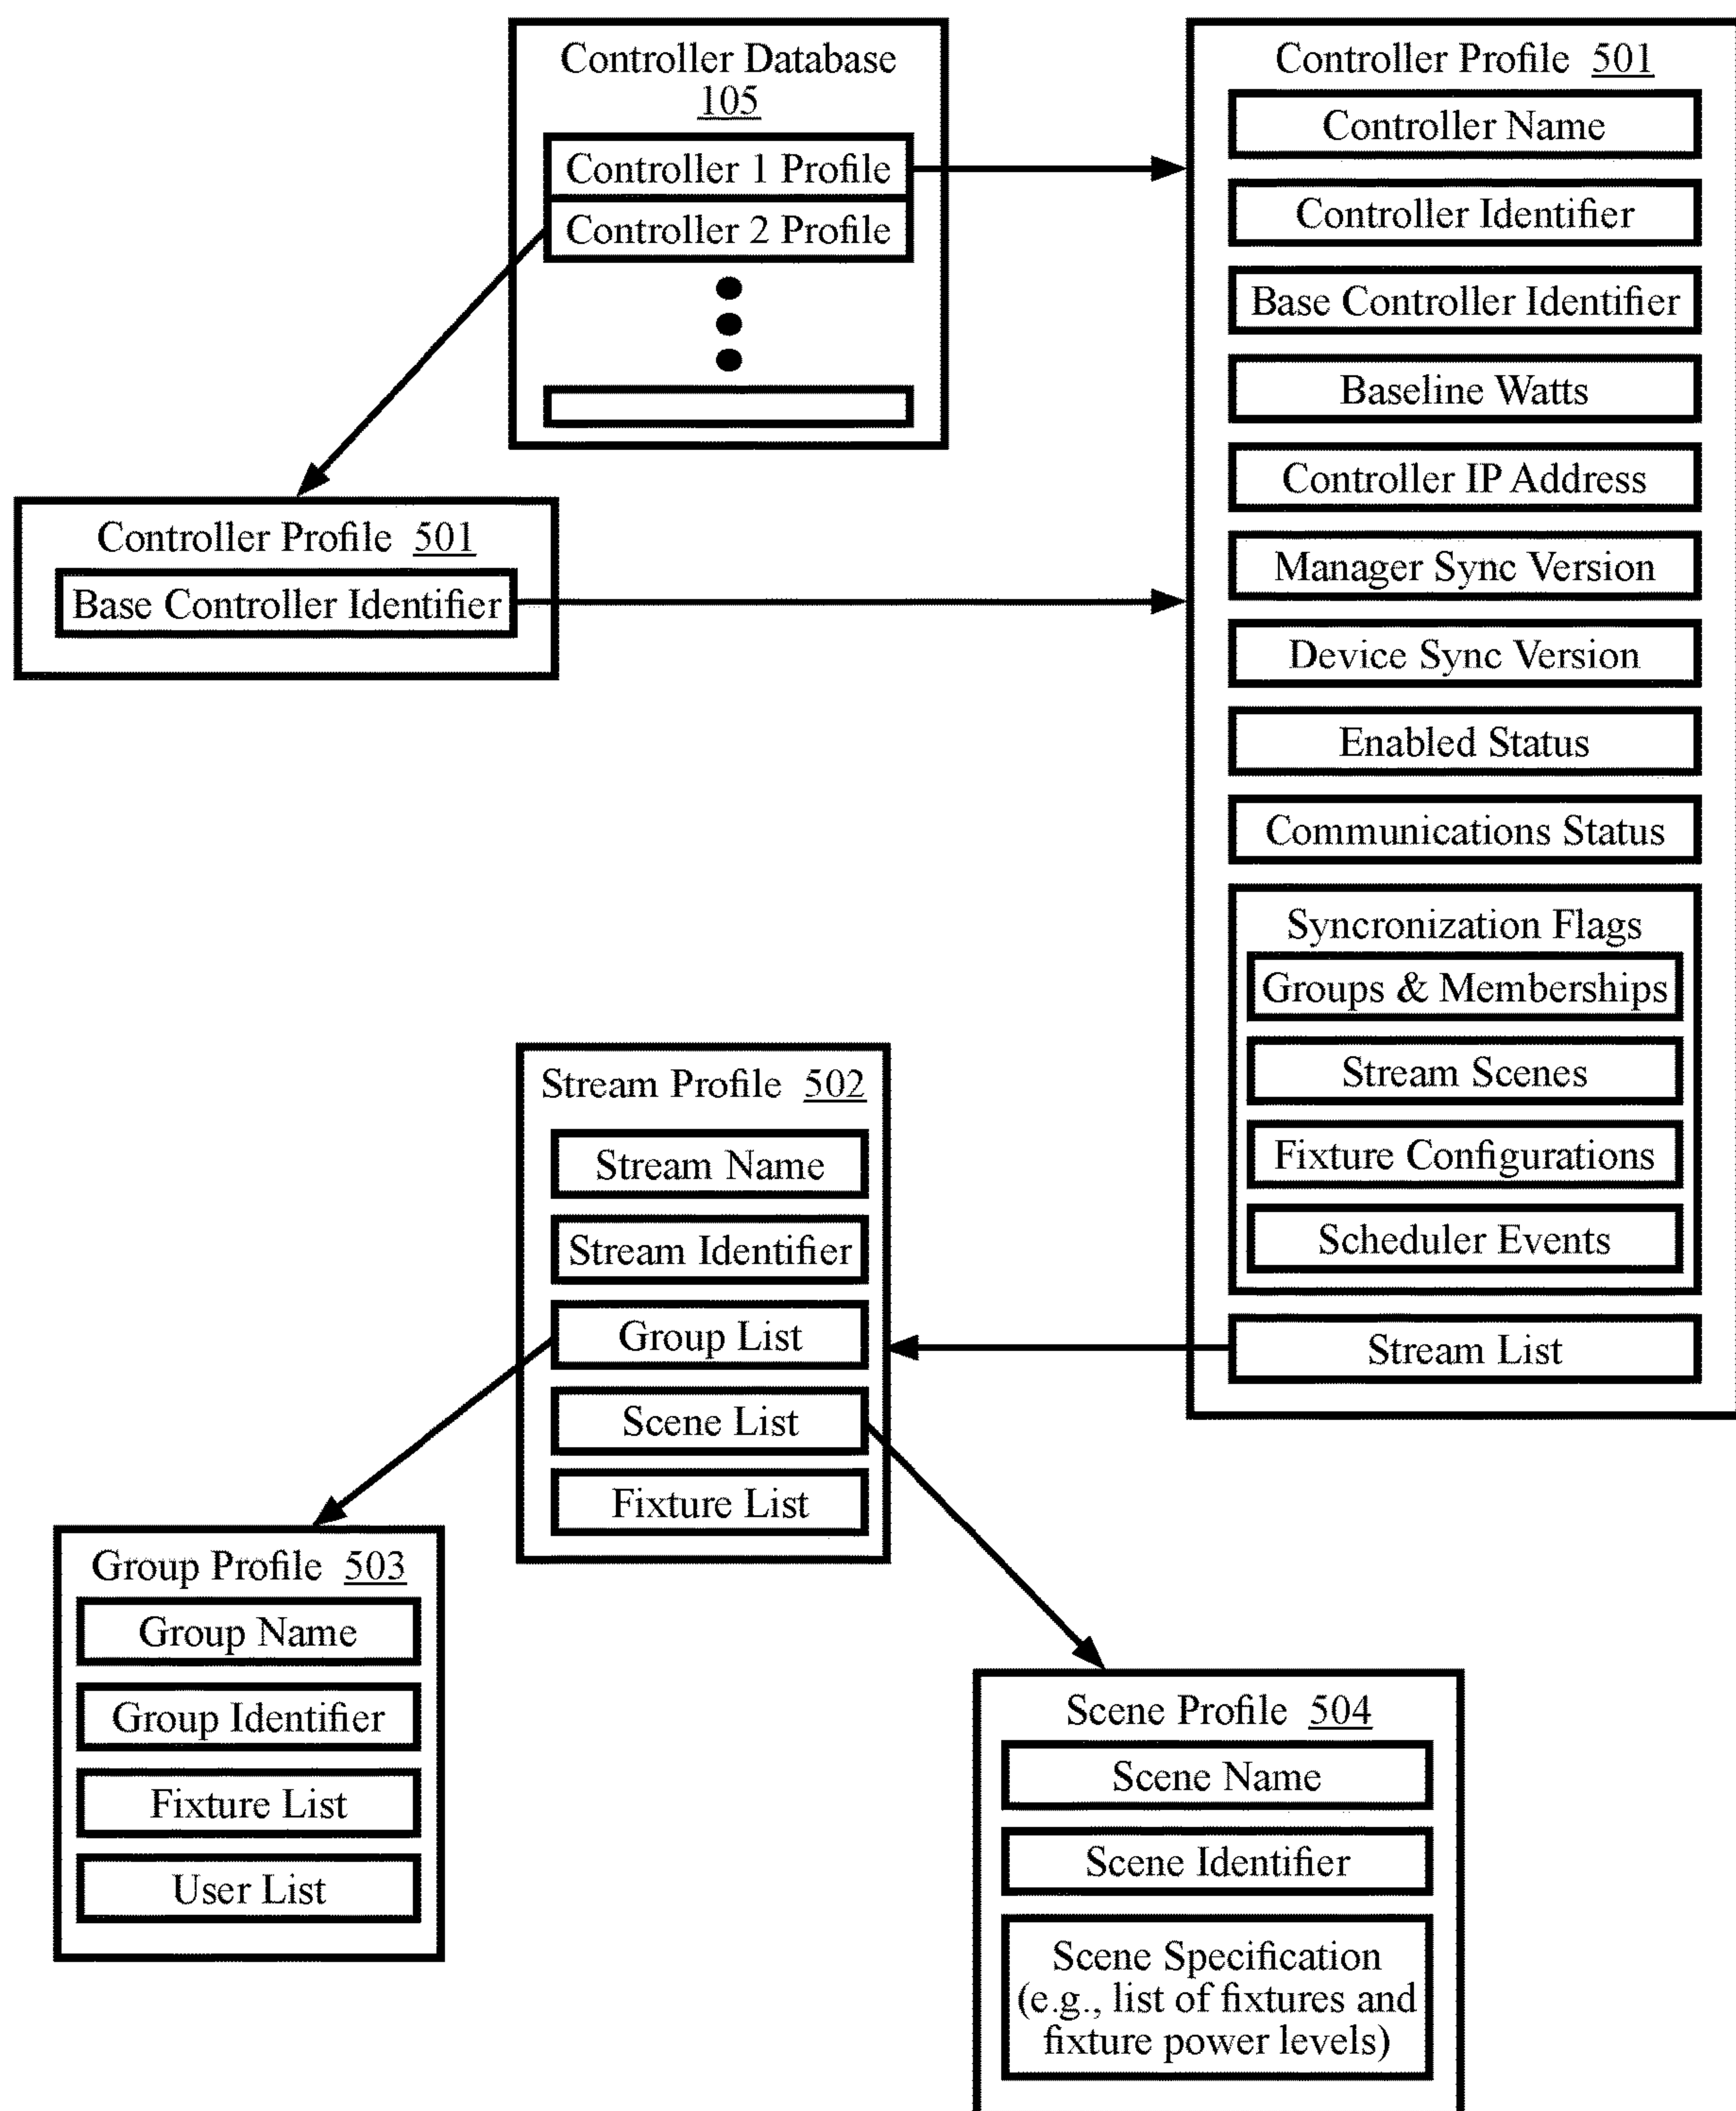 Controller Database
105
Controller 1 Profile
Controller 2 Profile
Controller Profile 501
Base Controller Identifier
Controller Profile 501
Controller Name
Controller Identifier
Base Controller Identifier
Baseline Watts
Controller IP Address
Manager Sync Version
Device Sync Version
Enabled Status
Communications Status
Syncronization Flags
Groups & Memberships
Stream Scenes
Fixture Configurations
Scheduler Events
Stream List
Stream Profile 502
Stream Name
Stream Identifier
Group List
Scene List
Fixture List
Group Profile 503
Group Name
Group Identifier
Fixture List
User List
Scene Profile 504
Scene Name
Scene Identifier
Scene Specification
(e.g., list of fixtures and
fixture power levels)